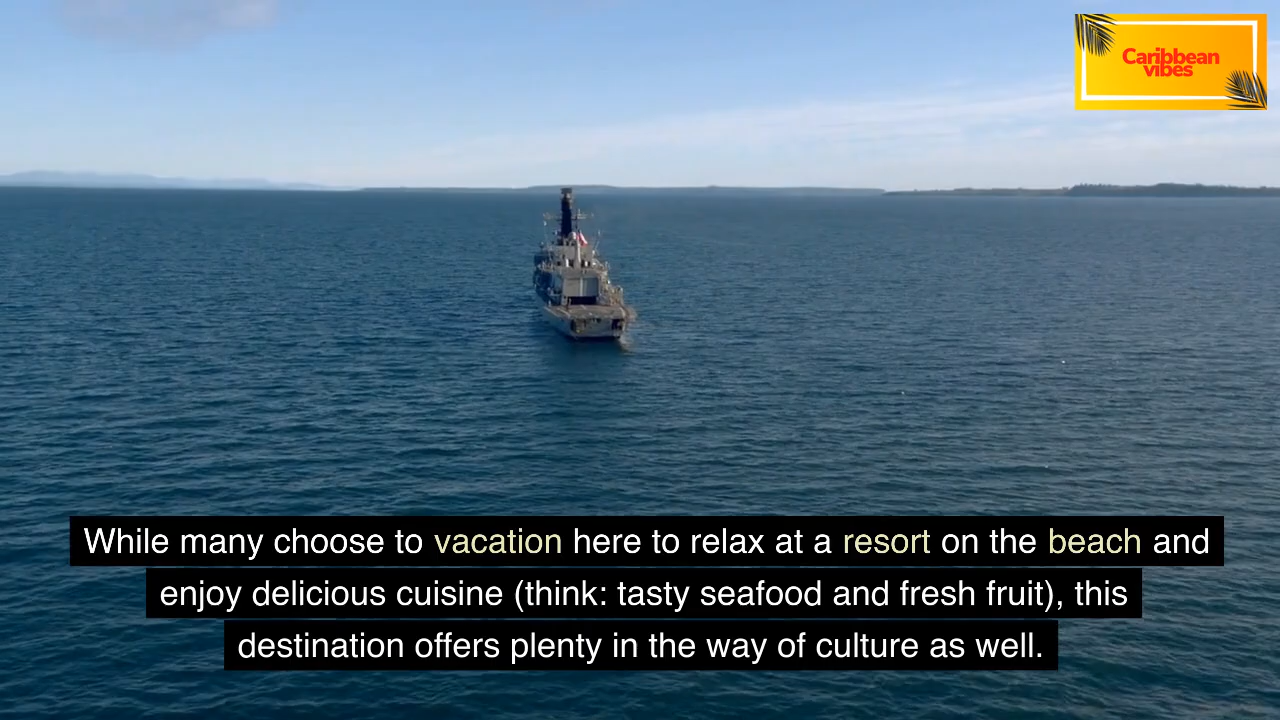 Caribbean
vibes
While many choose to vacation here to relax at a resort on the beach and
enjoy delicious cuisine (think: tasty seafood and fresh fruit), this
destination offers plenty in the way of culture as well.